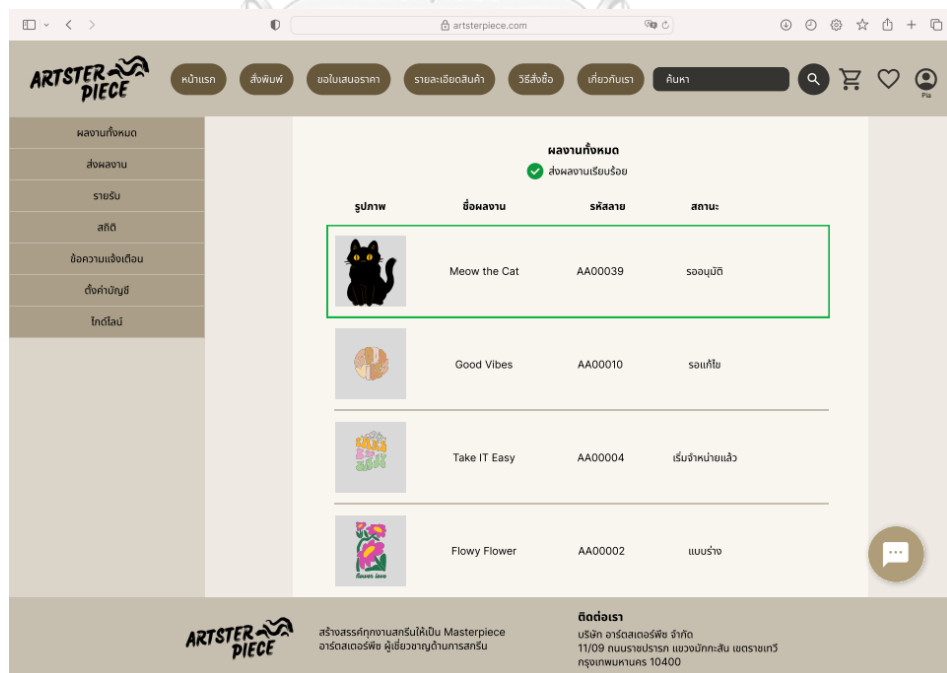 artsterpiece.com
ARTSTER
PIECE
หน้าแรก
สั่งพิมพ์
ขอใบเสนอราคา
รายละเอียดสินค้า
วิธีสั่งซื้อ
เกี่ยวกับเรา
ค้นหา
Pia
ผลงานทั้งหมด
ส่งผลงาน
รายรับ
สถิติ
ข้อความแจ้งเตือน
ตั้งค่าบัญชี
ไกด์ไลน์
ผลงานทั้งหมด
ส่งผลงานเรียบร้อย
รูปภาพ ชื่อผลงาน รหัสลาย สถานะ
Meow the Cat AA00039 รออนุมัติ
Good Vibes AA00010 รอแก้ไข
Take IT Easy AA00004 เริ่มจำหน่ายแล้ว
Flowy Flower AA00002 แบบร่าง
flower love
ARTSTER
PIECE
สร้างสรรค์ทุกงานสกรีนให้เป็น Masterpiece
อาร์ตสเตอร์พีซ ผู้เชี่ยวชาญด้านการสกรีน
ติดต่อเรา
บริษัท อาร์ตสเตอร์พีซ จำกัด
11/09 ถนนราชปรารภ แขวงมักกะสัน เขตราชเทวี
กรุงเทพมหานคร 10400